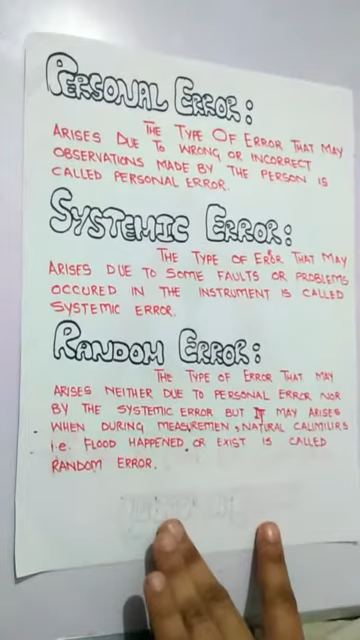 PERSONAL ERROR:
THE TYPE OF ERROR THAT MAY
ARISES DUE TO WRONG OR INCORRECT
OBSERVATIONS MADE BY THE PERSON IS
CALLED PERSONAL ERROR.
SYSTEMIC ERROR:
THE TYPE OF ERROR THAT MAY
ARISES DUE TO SOME FAULTS OR PROBLEMS
OCCURED IN THE INSTRUMENT IS CALLED
SYSTEMIC ERROR.
RANDOM ERROR:
THE TYPE OF ERROR THAT MAY
ARISES NEITHER DUE TO PERSONAL ERROR NOR
BY THE SYSTEMIC ERROR BUT IT MAY ARISES
WHEN DURING MEASUREMEN, NATURAL CALIMILIRS
i.e. FLOOD HAPPENED OR EXIST IS CALLED
RANDOM ERROR.